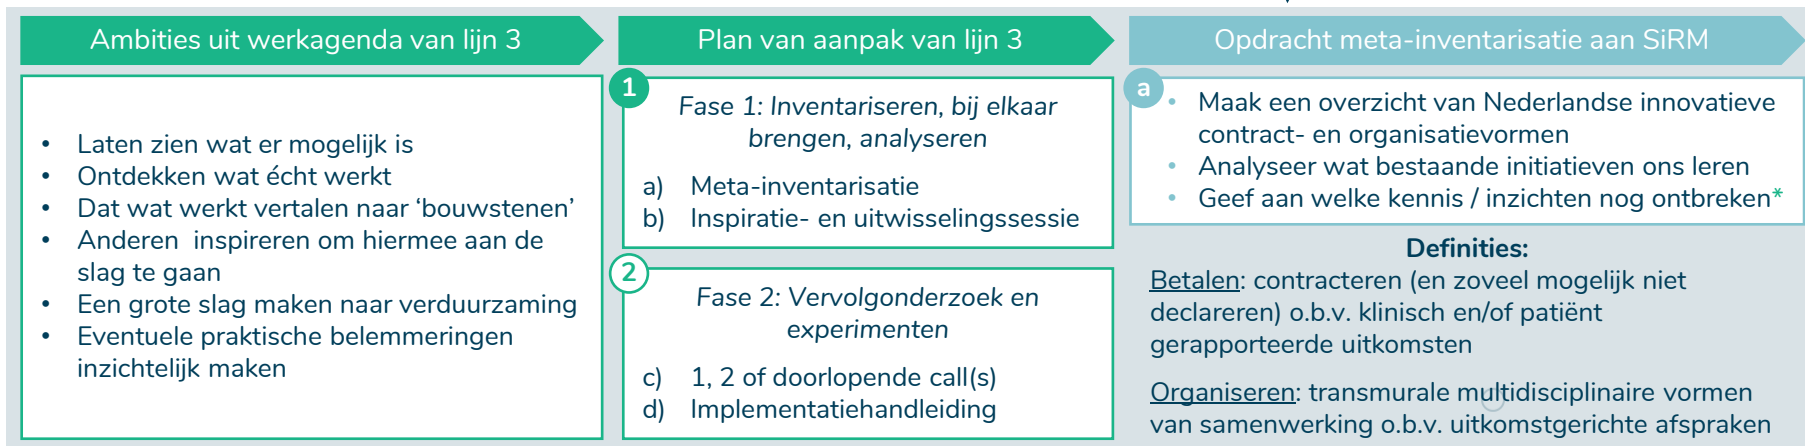 Ambities uit werkagenda van lijn 3
• Laten zien wat er mogelijk is
• Ontdekken wat écht werkt
• Dat wat werkt vertalen naar ‘bouwstenen’
• Anderen inspireren om hiermee aan de
slag te gaan
• Een grote slag maken naar verduurzaming
• Eventuele praktische belemmeringen
inzichtelijk maken
Plan van aanpak van lijn 3
1
Fase 1: Inventariseren, bij elkaar
brengen, analyseren
a) Meta-inventarisatie
b) Inspiratie- en uitwisselingssessie
2
Fase 2: Vervolgonderzoek en
experimenten
c) 1, 2 of doorlopende call(s)
d) Implementatiehandleiding
Opdracht meta-inventarisatie aan SiRM
a
• Maak een overzicht van Nederlandse innovatieve
contract- en organisatievormen
• Analyseer wat bestaande initiatieven ons leren
• Geef aan welke kennis / inzichten nog ontbreken*
Definities:
Betalen: contracteren (en zoveel mogelijk niet
declareren) o.b.v. klinisch en/of patiënt
gerapporteerde uitkomsten
Organiseren: transmurale multidisciplinaire vormen
van samenwerking o.b.v. uitkomstgerichte afspraken